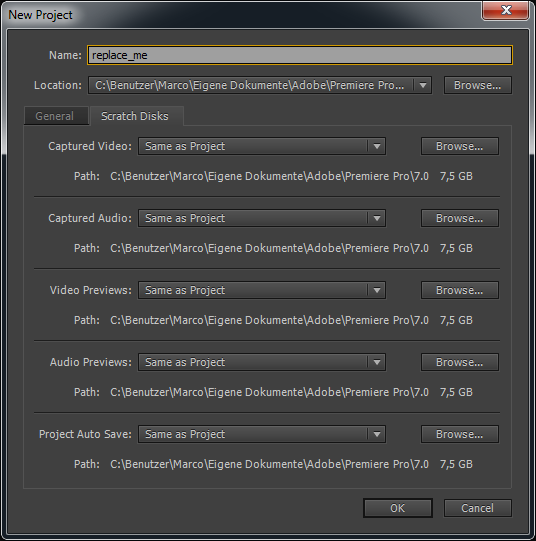 New Project
Name: replace_me
Location: C:\Benutzer\Marco\Eigene Dokumente\Adobe\Premiere Pro... Browse...
General Scratch Disks
Captured Video: Same as Project Browse...
Path: C:\Benutzer\Marco\Eigene Dokumente\Adobe\Premiere Pro\7.0 7,5 GB
Captured Audio: Same as Project Browse...
Path: C:\Benutzer\Marco\Eigene Dokumente\Adobe\Premiere Pro\7.0 7,5 GB
Video Previews: Same as Project Browse...
Path: C:\Benutzer\Marco\Eigene Dokumente\Adobe\Premiere Pro\7.0 7,5 GB
Audio Previews: Same as Project Browse...
Path: C:\Benutzer\Marco\Eigene Dokumente\Adobe\Premiere Pro\7.0 7,5 GB
Project Auto Save: Same as Project Browse...
Path: C:\Benutzer\Marco\Eigene Dokumente\Adobe\Premiere Pro\7.0 7,5 GB
OK Cancel